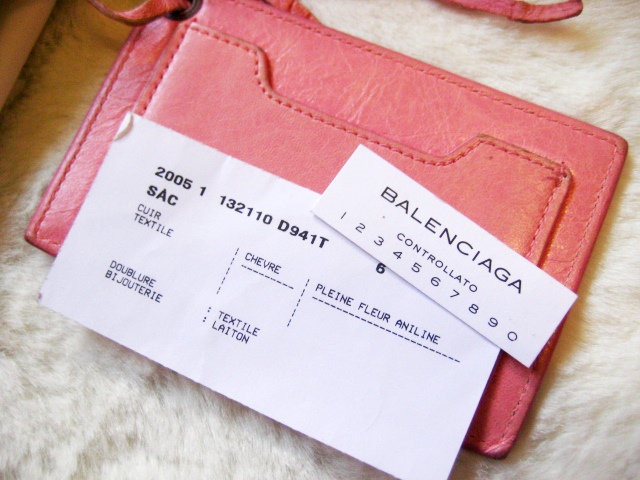 2005 1 132110 D941T 6
SAC
CUIR CHEVRE PLEINE FLEUR ANILINE
TEXTILE
DOUBLURE : TEXTILE
BIJOUTERIE : LAITON
BALENCIAGA
CONTROLLATO
1 2 3 4 5 6 7 8 9 0